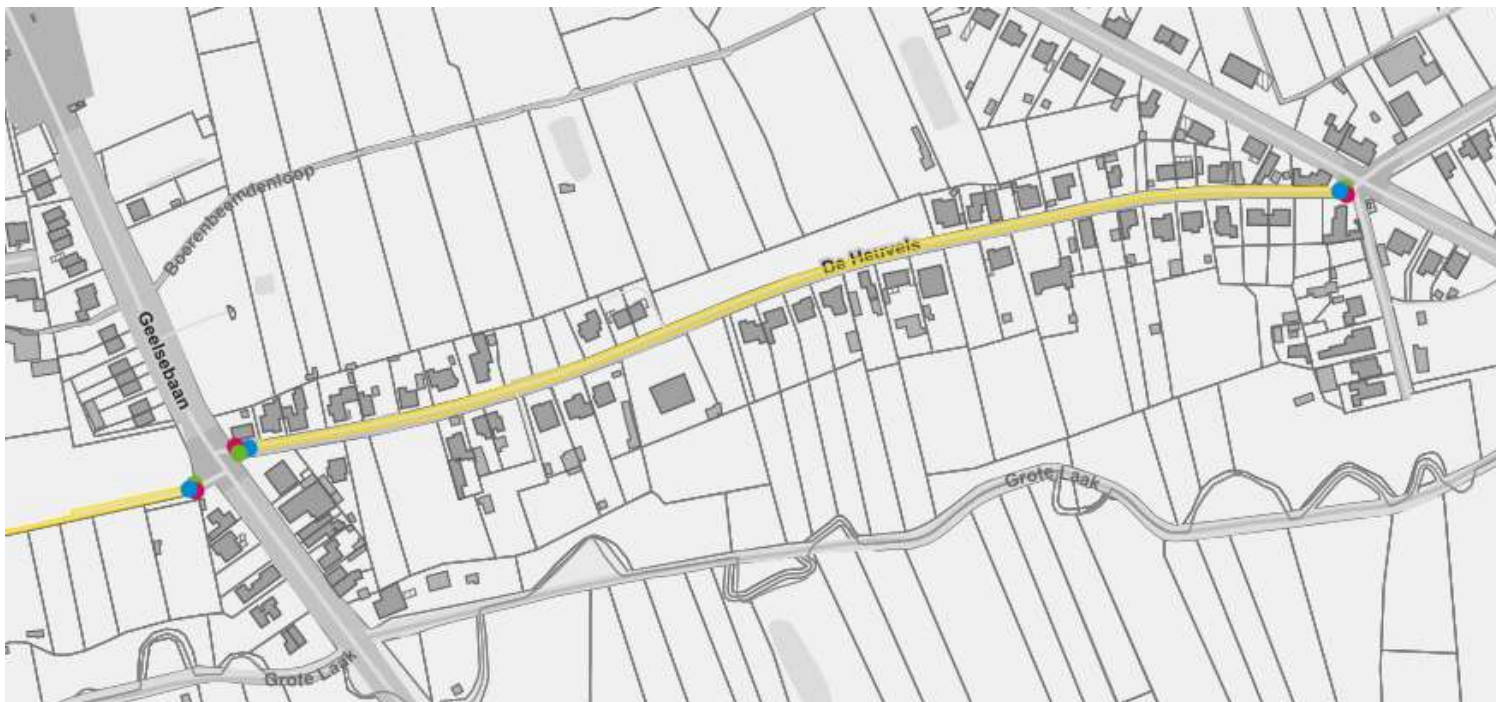 Boerenbeemdenloop
De Heuvels
Geelsebaan
Grote Laak
Grote Laak